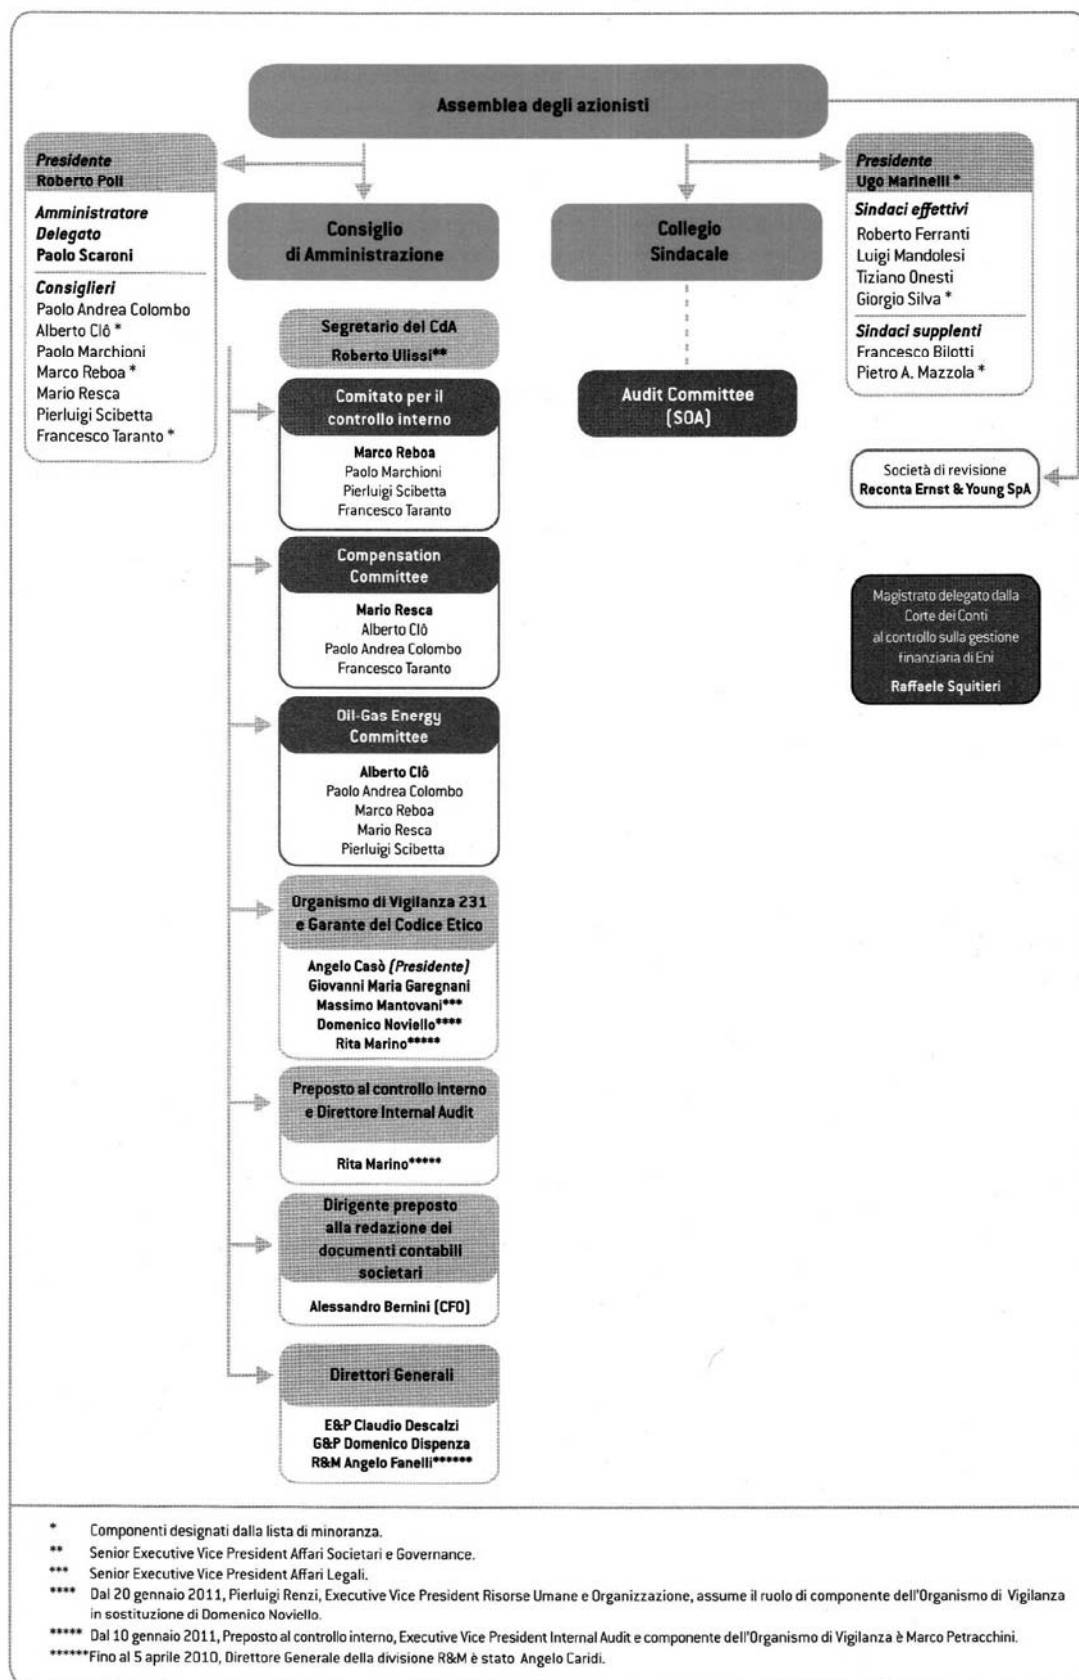 Assemblea degli azionisti
Presidente
Roberto Poli
Amministratore
Delegato
Paolo Scaroni
Consiglieri
Paolo Andrea Colombo
Alberto Clô *
Paolo Marchioni
Marco Reboa *
Mario Resca
Pierluigi Scibetta
Francesco Taranto *
Consiglio
di Amministrazione
Segretario del CdA
Roberto Ulissi**
Comitato per il
controllo interno
Marco Reboa
Paolo Marchioni
Pierluigi Scibetta
Francesco Taranto
Compensation
Committee
Mario Resca
Alberto Clô
Paolo Andrea Colombo
Francesco Taranto
Oil-Gas Energy
Committee
Alberto Clô
Paolo Andrea Colombo
Marco Reboa
Mario Resca
Pierluigi Scibetta
Organismo di Vigilanza 231
e Garante del Codice Etico
Angelo Casò (Presidente)
Giovanni Maria Garegnani
Massimo Mantovani***
Domenico Noviello****
Rita Marino*****
Preposto al controllo interno
e Direttore Internal Audit
Rita Marino*****
Dirigente preposto
alla redazione dei
documenti contabili
societari
Alessandro Bernini (CFO)
Direttori Generali
E&P Claudio Descalzi
G&P Domenico Dispenza
R&M Angelo Fanelli******
Collegio
Sindacale
Audit Committee
(SOA)
Presidente
Ugo Marinelli *
Sindaci effettivi
Roberto Ferranti
Luigi Mandolesi
Tiziano Onesti
Giorgio Silva *
Sindaci supplenti
Francesco Bilotti
Pietro A. Mazzola *
Società di revisione
Reconta Ernst & Young SpA
Magistrato delegato dalla
Corte dei Conti
al controllo sulla gestione
finanziaria di Eni
Raffaele Squitieri
* Componenti designati dalla lista di minoranza.
** Senior Executive Vice President Affari Societari e Governance.
*** Senior Executive Vice President Affari Legali.
**** Dal 20 gennaio 2011, Pierluigi Renzi, Executive Vice President Risorse Umane e Organizzazione, assume il ruolo di componente dell'Organismo di Vigilanza
in sostituzione di Domenico Noviello.
***** Dal 10 gennaio 2011, Preposto al controllo interno, Executive Vice President Internal Audit e componente dell'Organismo di Vigilanza è Marco Petracchini.
******Fino al 5 aprile 2010, Direttore Generale della divisione R&M è stato Angelo Caridi.